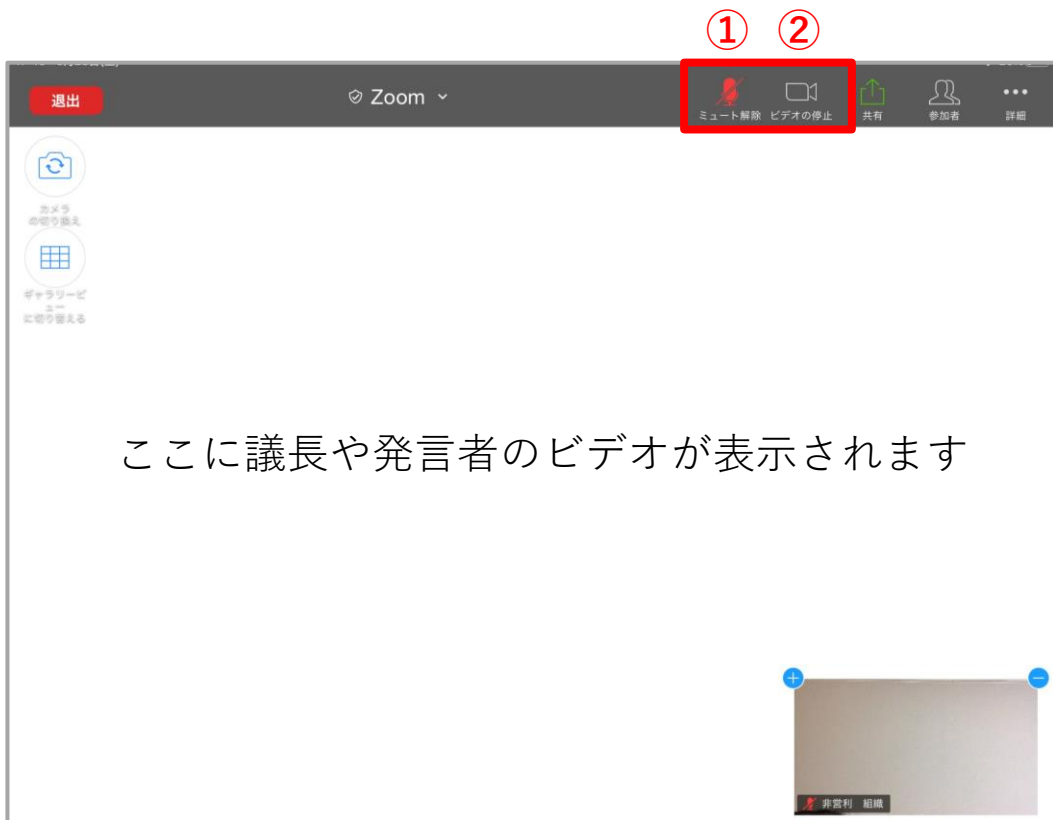 ① ②
退出
Zoom
ミュート解除 ビデオの停止 共有 参加者 詳細
カメラ
の切り換え
ギャラリービ
ュー
に切り替える
ここに議長や発言者のビデオが表示されます
非営利 組織